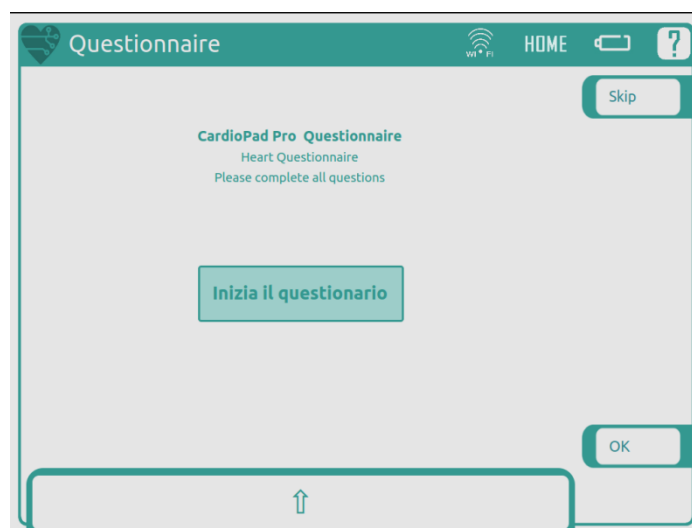 Questionnaire
WI•FI
HOME
?
Skip
CardioPad Pro Questionnaire
Heart Questionnaire
Please complete all questions
Inizia il questionario
OK
⇧